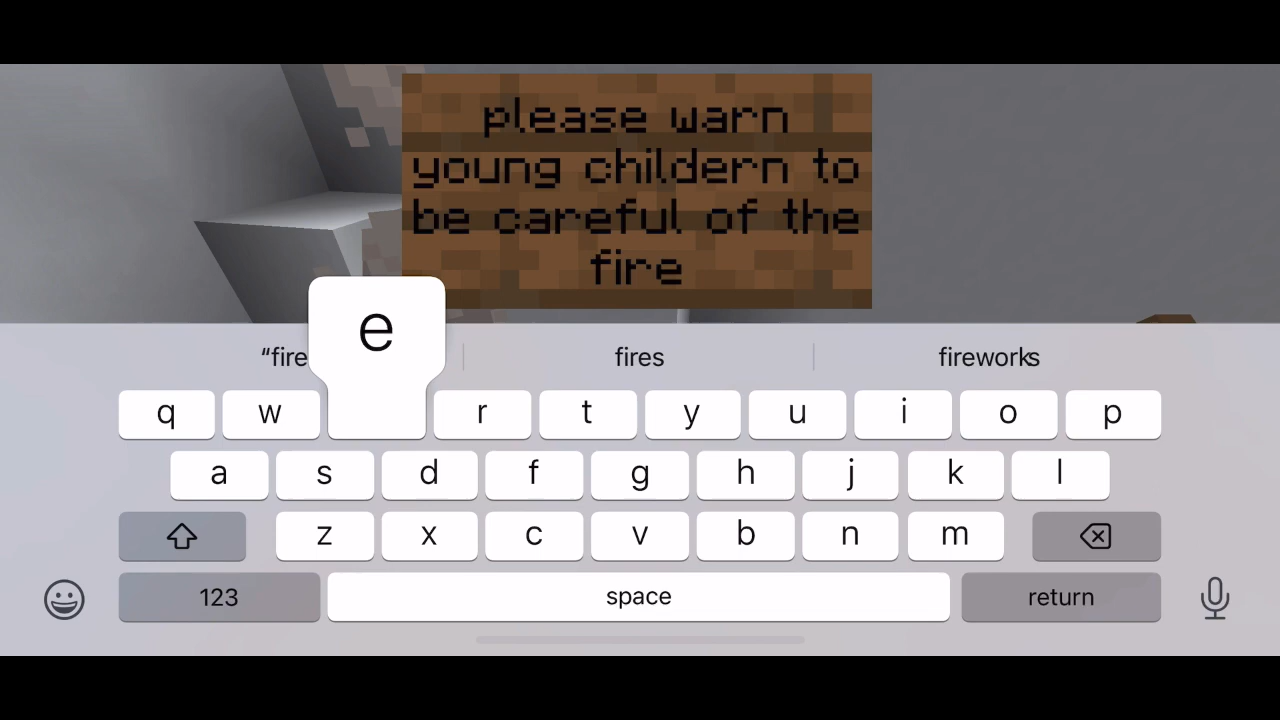 please warn
young childern to
be careful of the
fire
e
“fire fires fireworks
q w r t y u i o p
a s d f g h j k l
z x c v b n m
123 space return